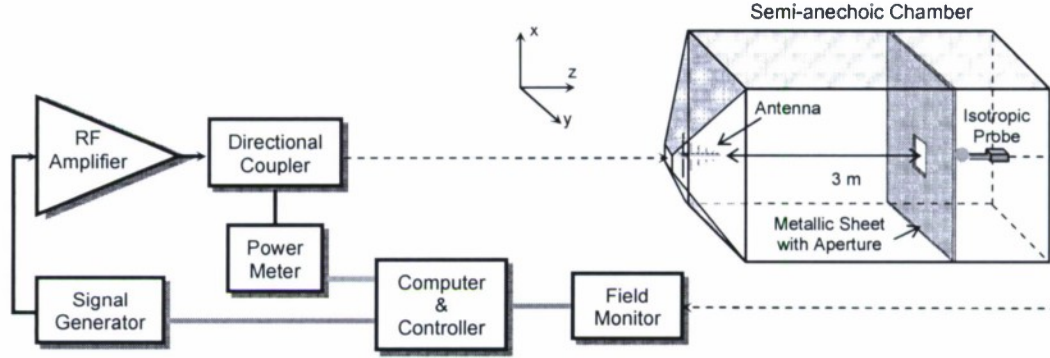 Semi-anechoic Chamber
x
z
y
RF
Amplifier
Directional
Coupler
Antenna
Isotropic
Probe
3 m
Metallic Sheet
with Aperture
Power
Meter
Signal
Generator
Computer
&
Controller
Field
Monitor